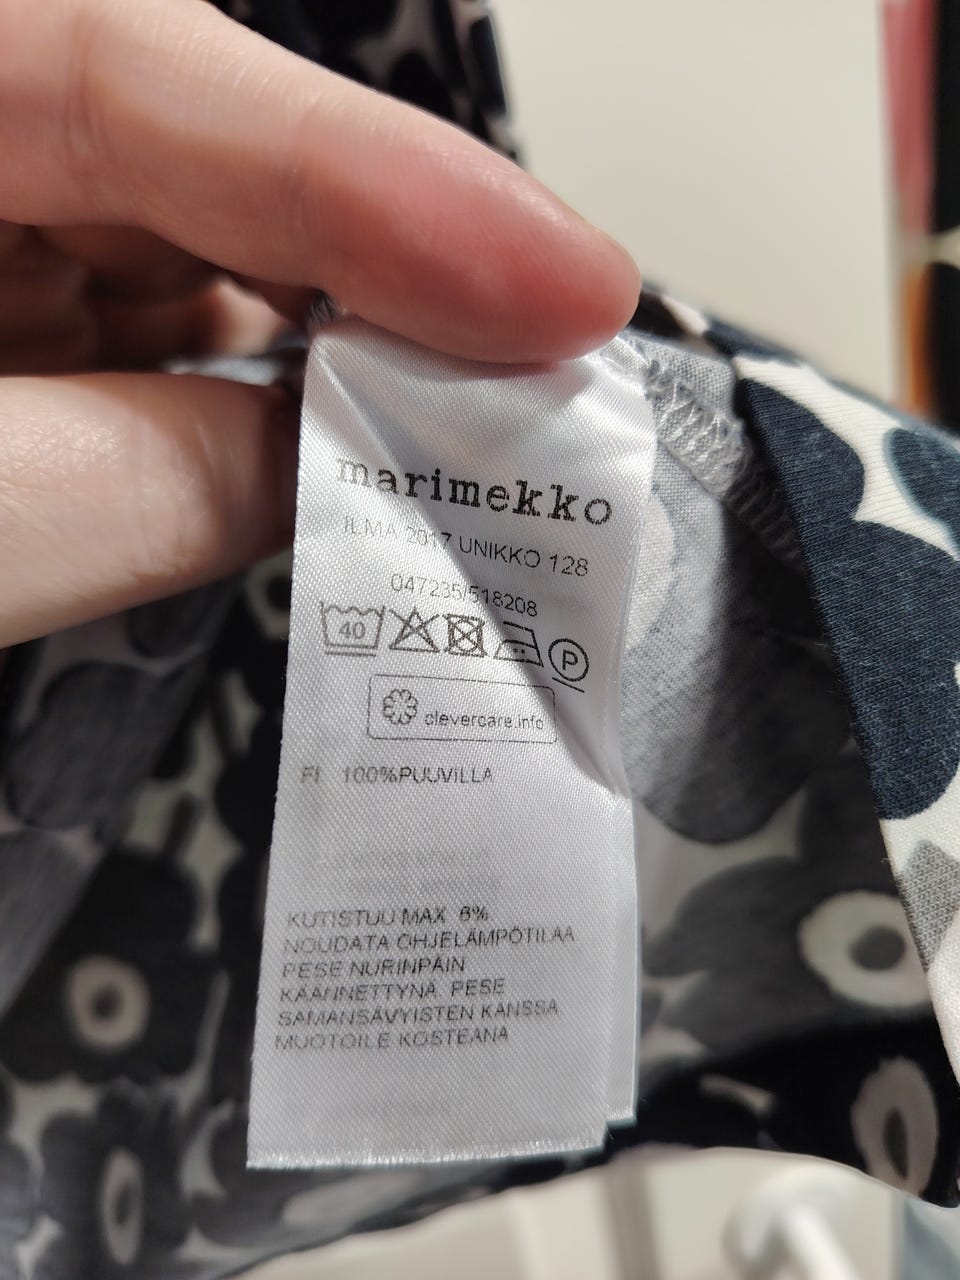 marimekko
ILMA 2017 UNIKKO 128
047235/518208
40
P
clevercare.info
FI 100%PUUVILLA
KUTISTUU MAX 6%
NOUDATA OHJELÄMPÖTILAA
PESE NURINPÄIN
KÄÄNNETTYNÄ PESE
SAMANSÄVYISTEN KANSSA
MUOTOILE KOSTEANA